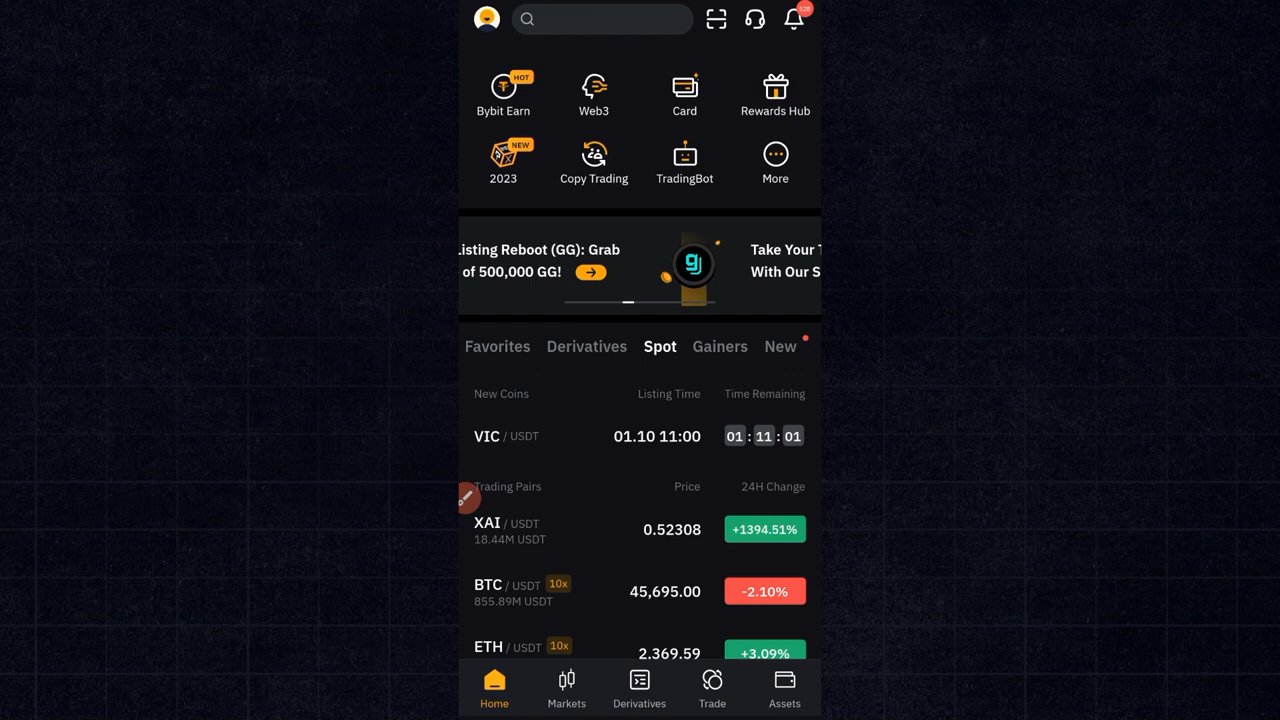 528
HOT
Bybit Earn
Web3
Card
Rewards Hub
NEW
2023
Copy Trading
TradingBot
More
Listing Reboot (GG): Grab
of 500,000 GG!
Take Your T
With Our S
Favorites
Derivatives
Spot
Gainers
New
New Coins
Listing Time
Time Remaining
VIC / USDT
01.10 11:00
01 : 11 : 01
Trading Pairs
Price
24H Change
XAI / USDT
18.44M USDT
0.52308
+1394.51%
BTC / USDT 10x
855.89M USDT
45,695.00
-2.10%
ETH / USDT 10x
2,369.59
+3.09%
Home
Markets
Derivatives
Trade
Assets